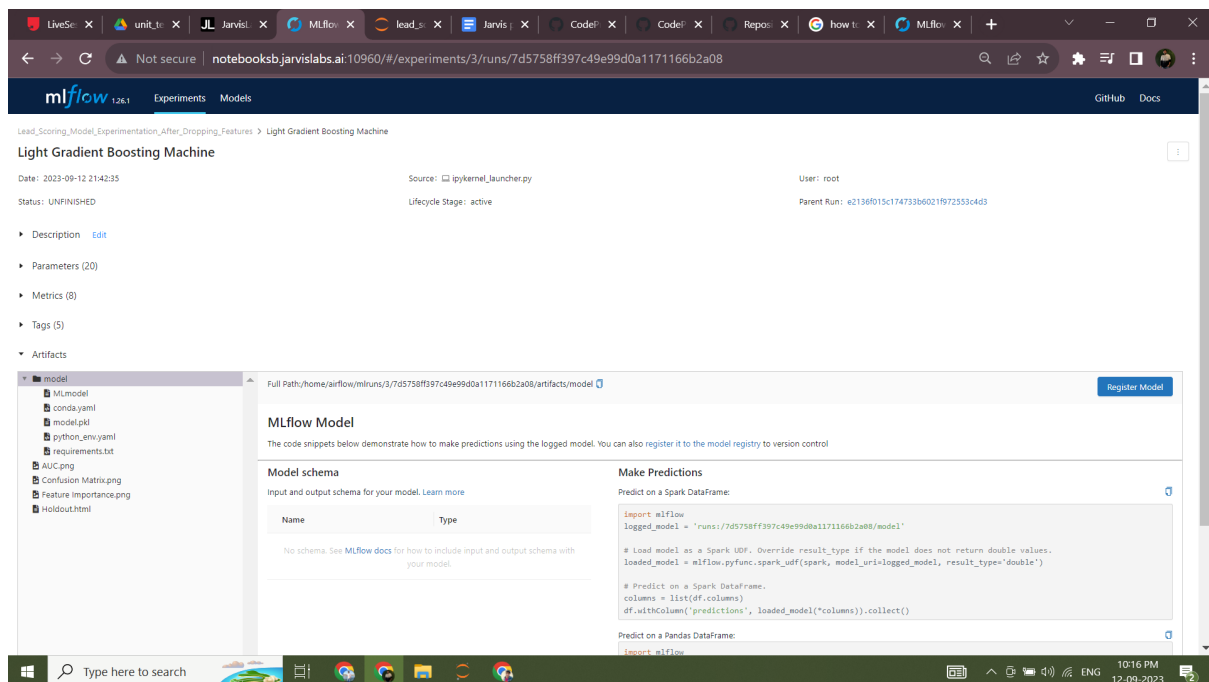 LiveSe
unit_te
JL JarvisL
MLflow
lead_sc
Jarvis p
CodeP
CodeP
Reposi
how to
MLflow
Not secure notebooksb.jarvislabs.ai:10960/#/experiments/3/runs/7d5758ff397c49e99d0a1171166b2a08
mlflow 1.26.1 Experiments Models GitHub Docs
Lead_Scoring_Model_Experimentation_After_Dropping_Features > Light Gradient Boosting Machine
Light Gradient Boosting Machine
Date: 2023-09-12 21:42:35 Source: ipykernel_launcher.py User: root
Status: UNFINISHED Lifecycle Stage: active Parent Run: e2136f015c174733b6021f972553c4d3
Description Edit
Parameters (20)
Metrics (8)
Tags (5)
Artifacts
model
MLmodel
conda.yaml
model.pkl
python_env.yaml
requirements.txt
AUC.png
Confusion Matrix.png
Feature Importance.png
Holdout.html
Full Path:/home/airflow/mlruns/3/7d5758ff397c49e99d0a1171166b2a08/artifacts/model
Register Model
MLflow Model
The code snippets below demonstrate how to make predictions using the logged model. You can also register it to the model registry to version control
Model schema
Input and output schema for your model. Learn more
Name Type
No schema. See MLflow docs for how to include input and output schema with
your model.
Make Predictions
Predict on a Spark DataFrame:
import mlflow
logged_model = 'runs:/7d5758ff397c49e99d0a1171166b2a08/model'
# Load model as a Spark UDF. Override result_type if the model does not return double values.
loaded_model = mlflow.pyfunc.spark_udf(spark, model_uri=logged_model, result_type='double')
# Predict on a Spark DataFrame.
columns = list(df.columns)
df.withColumn('predictions', loaded_model(*columns)).collect()
Predict on a Pandas DataFrame:
import mlflow
Type here to search
ENG
10:16 PM
12-09-2023
2